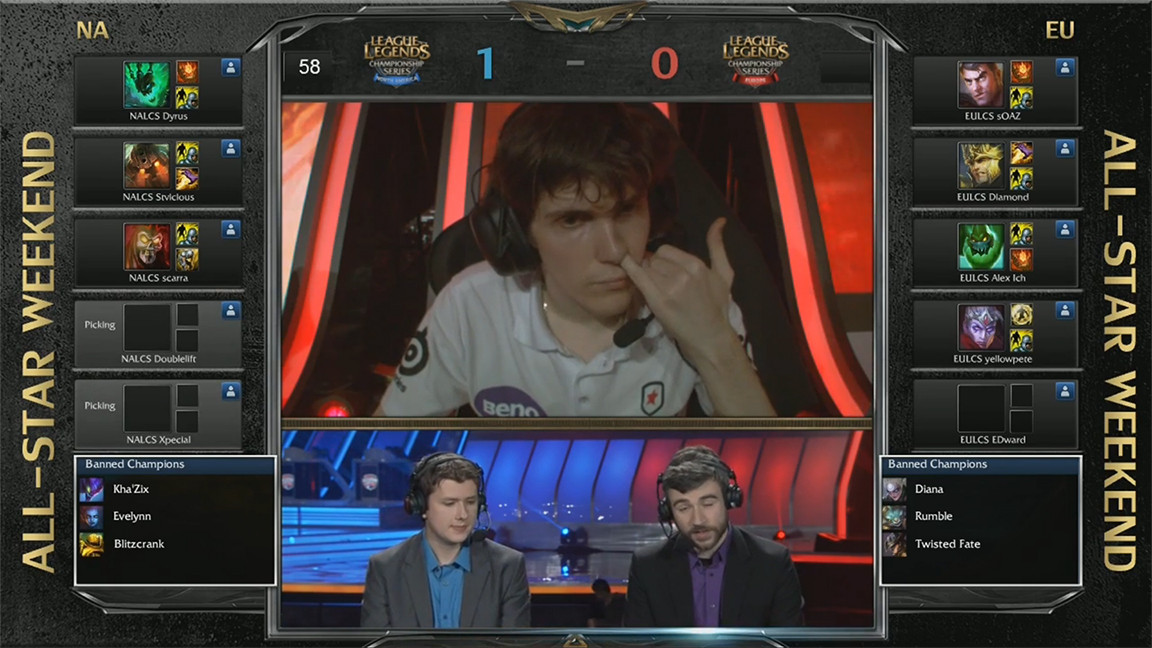 NA
EU
ALL-STAR WEEKEND
58
LEAGUE OF LEGENDS
CHAMPIONSHIP
SERIES
NORTH AMERICA
1 - 0
LEAGUE OF LEGENDS
CHAMPIONSHIP
SERIES
EUROPE
NALCS Dyrus
NALCS Stvicious
NALCS scarra
Picking
NALCS Doublelift
Picking
NALCS Xpecial
Banned Champions
Kha'Zix
Evelynn
Blitzcrank
BenQ
EULCS sOAZ
EULCS Diamond
EULCS Alex Ich
EULCS yellowpete
EULCS EDward
Banned Champions
Diana
Rumble
Twisted Fate
ALL-STAR WEEKEND